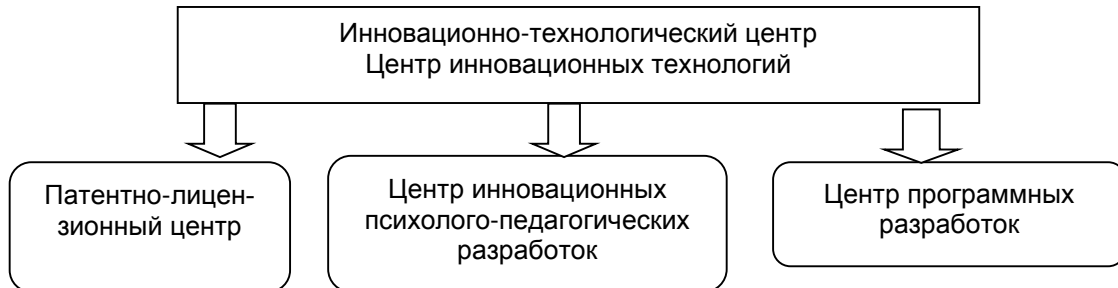 Инновационно-технологический центр
Центр инновационных технологий
Патентно-лицен-
зионный центр
Центр инновационных
психолого-педагогических
разработок
Центр программных
разработок